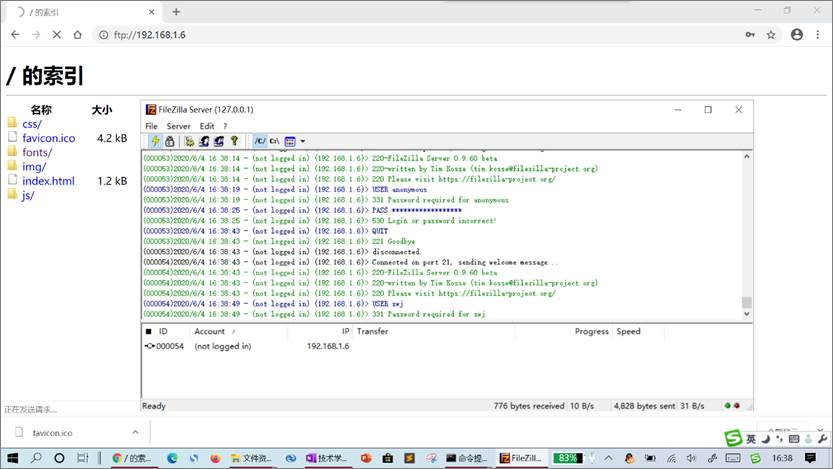 / 的索引
ftp://192.168.1.6
/ 的索引
名称 大小
css/
favicon.ico 4.2 kB
fonts/
img/
index.html 1.2 kB
js/
FileZilla Server (127.0.0.1)
File Server Edit ?
/C/ C:\
(000053)2020/6/4 16:38:14 - (not logged in) (192.168.1.6)> 220-FileZilla Server 0.9.60 beta
(000053)2020/6/4 16:38:14 - (not logged in) (192.168.1.6)> 220-written by Tim Kosse (tim.kosse@filezilla-project.org)
(000053)2020/6/4 16:38:14 - (not logged in) (192.168.1.6)> 220 Please visit https://filezilla-project.org/
(000053)2020/6/4 16:38:19 - (not logged in) (192.168.1.6)> USER anonymous
(000053)2020/6/4 16:38:19 - (not logged in) (192.168.1.6)> 331 Password required for anonymous
(000053)2020/6/4 16:38:25 - (not logged in) (192.168.1.6)> PASS ******************
(000053)2020/6/4 16:38:25 - (not logged in) (192.168.1.6)> 530 Login or password incorrect!
(000053)2020/6/4 16:38:43 - (not logged in) (192.168.1.6)> QUIT
(000053)2020/6/4 16:38:43 - (not logged in) (192.168.1.6)> 221 Goodbye
(000053)2020/6/4 16:38:43 - (not logged in) (192.168.1.6)> disconnected.
(000054)2020/6/4 16:38:43 - (not logged in) (192.168.1.6)> Connected on port 21, sending welcome message...
(000054)2020/6/4 16:38:43 - (not logged in) (192.168.1.6)> 220-FileZilla Server 0.9.60 beta
(000054)2020/6/4 16:38:43 - (not logged in) (192.168.1.6)> 220-written by Tim Kosse (tim.kosse@filezilla-project.org)
(000054)2020/6/4 16:38:43 - (not logged in) (192.168.1.6)> 220 Please visit https://filezilla-project.org/
(000054)2020/6/4 16:38:49 - (not logged in) (192.168.1.6)> USER swj
(000054)2020/6/4 16:38:49 - (not logged in) (192.168.1.6)> 331 Password required for swj
ID Account / IP Transfer Progress Speed
000054 (not logged in) 192.168.1.6
Ready 776 bytes received 10 B/s 4,828 bytes sent 31 B/s
正在发送请求...
favicon.ico
英
/ 的索... 文件资... 技术学... 命令提... FileZill... 83% 16:38